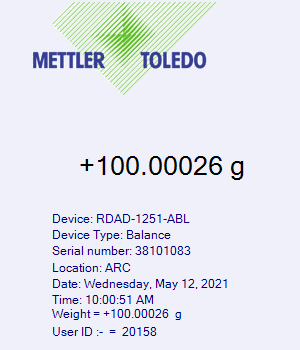 METTLER TOLEDO
+100.00026 g
Device: RDAD-1251-ABL
Device Type: Balance
Serial number: 38101083
Location: ARC
Date: Wednesday, May 12, 2021
Time: 10:00:51 AM
Weight = +100.00026  g
User ID :-  =  20158